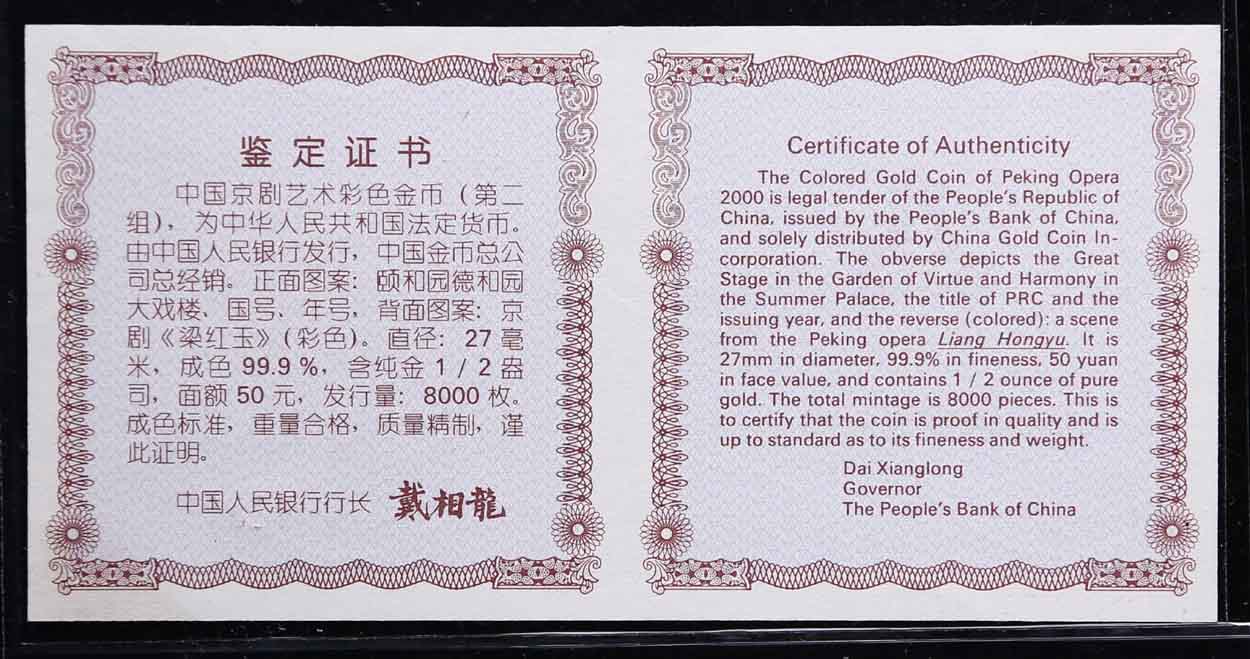 鉴定证书
中国京剧艺术彩色金币（第二
组），为中华人民共和国法定货币。
由中国人民银行发行，中国金币总公
司总经销。正面图案：颐和园德和园
大戏楼、国号、年号，背面图案：京
剧《梁红玉》（彩色）。直径：27毫
米，成色99.9%，含纯金1/2盎
司，面额50元，发行量：8000枚。
成色标准，重量合格，质量精制，谨
此证明。
中国人民银行行长 戴相龍
Certificate of Authenticity
The Colored Gold Coin of Peking Opera
2000 is legal tender of the People's Republic of
China, issued by the People's Bank of China,
and solely distributed by China Gold Coin In-
corporation. The obverse depicts the Great
Stage in the Garden of Virtue and Harmony in
the Summer Palace, the title of PRC and the
issuing year, and the reverse (colored): a scene
from the Peking opera Liang Hongyu. It is
27mm in diameter, 99.9% in fineness, 50 yuan
in face value, and contains 1 / 2 ounce of pure
gold. The total mintage is 8000 pieces. This is
to certify that the coin is proof in quality and is
up to standard as to its fineness and weight.
Dai Xianglong
Governor
The People's Bank of China